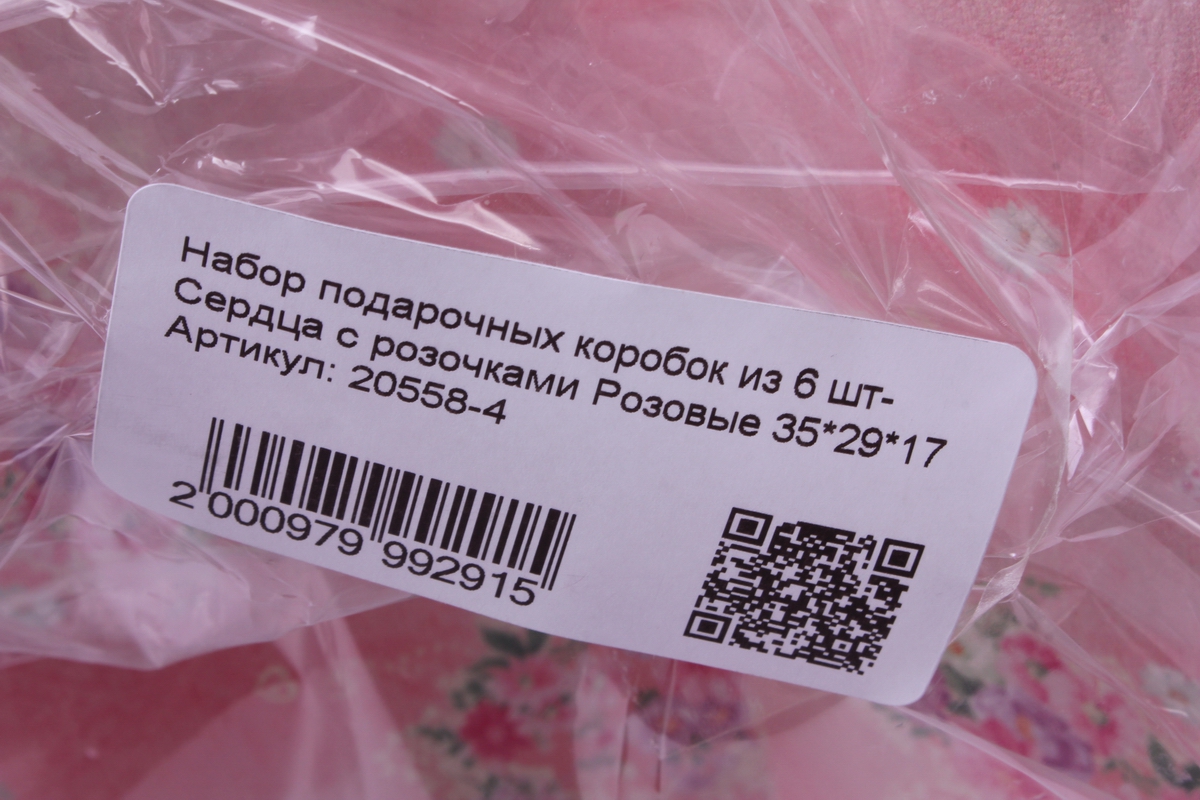 Набор подарочных коробок из 6 шт-
Сердца с розочками Розовые 35*29*17
Артикул: 20558-4
2 000979 992915